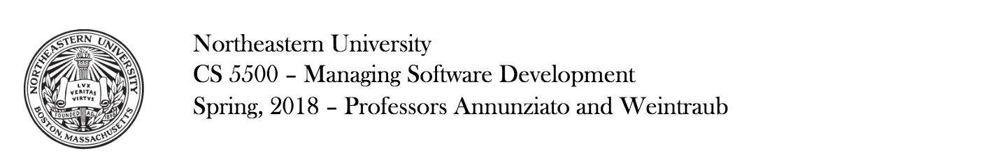 NORTHEASTERN UNIVERSITY
LVX
VERITAS
VIRTVS
FOUNDED A.D. 1898
BOSTON, MASSACHUSETTS
Northeastern University
CS 5500 – Managing Software Development
Spring, 2018 – Professors Annunziato and Weintraub